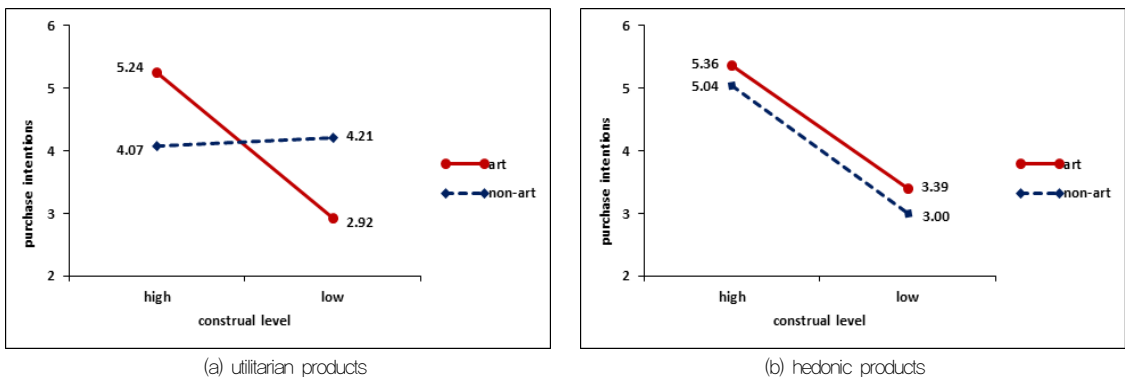 6
5
4
3
2
purchase intentions
5.24
4.07
4.21
2.92
high
low
construal level
art
non-art
(a) utilitarian products
6
5
4
3
2
purchase intentions
5.36
5.04
3.39
3.00
high
low
construal level
art
non-art
(b) hedonic products